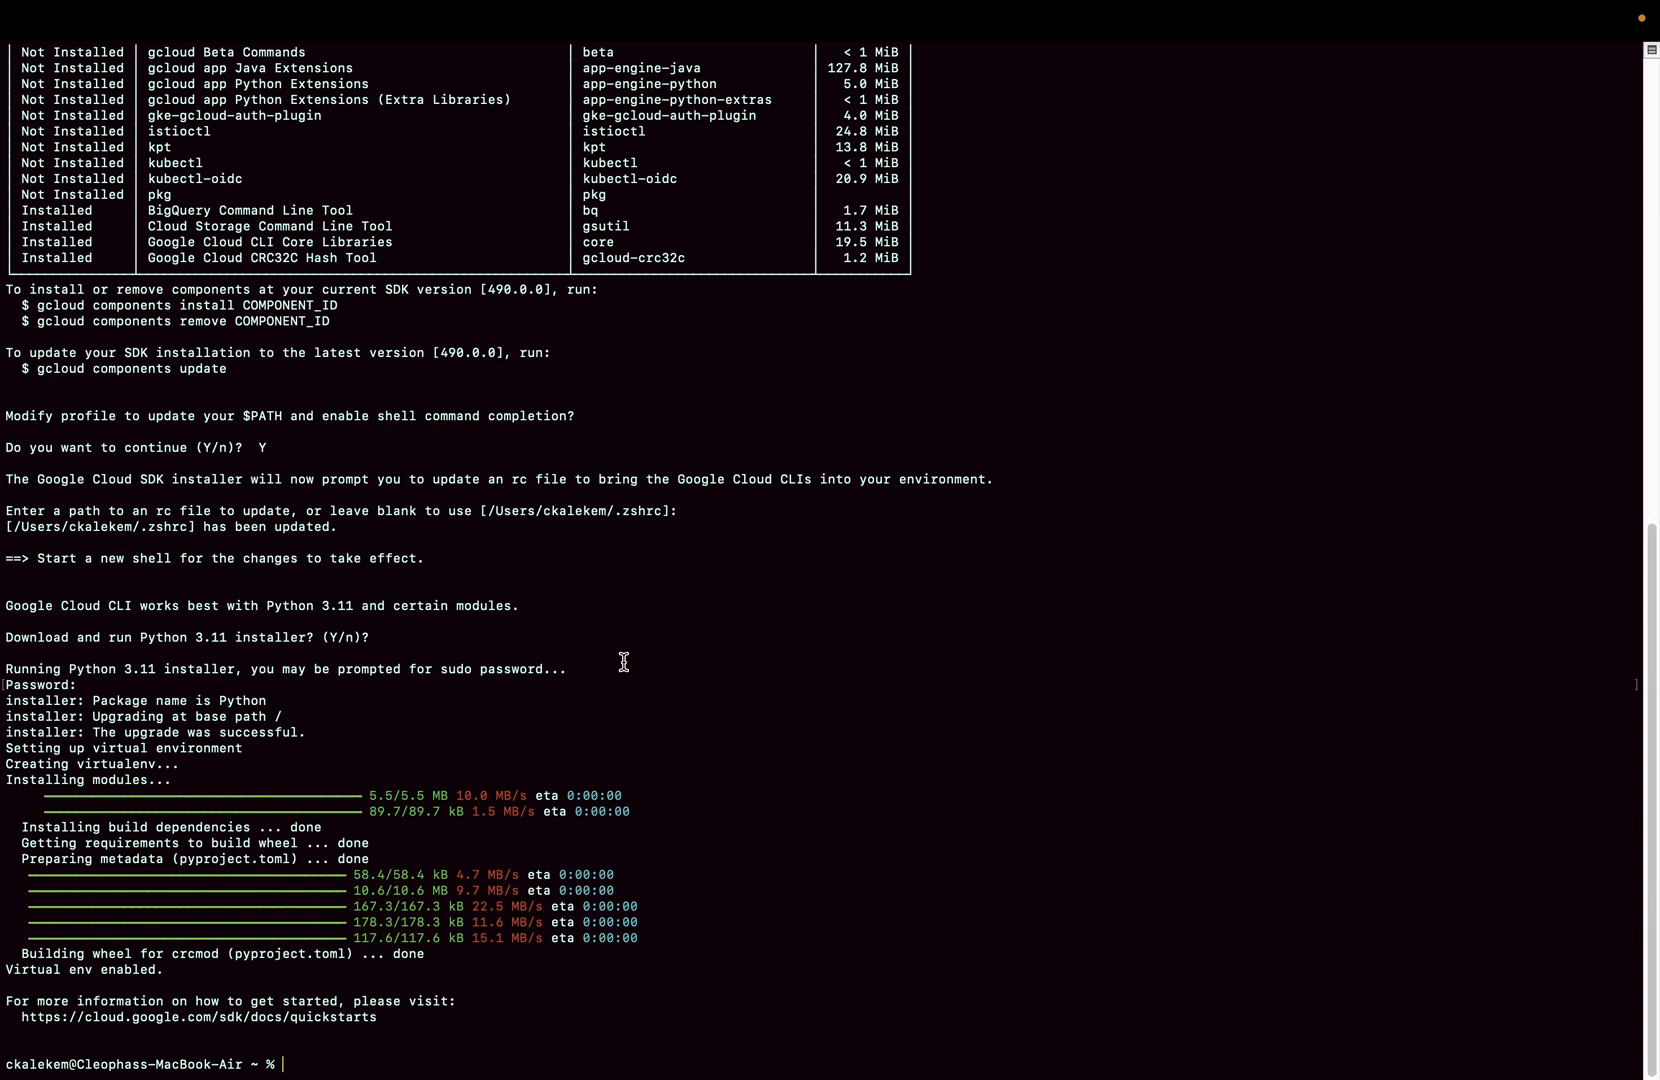 Not Installed | gcloud Beta Commands | beta | < 1 MiB
Not Installed | gcloud app Java Extensions | app-engine-java | 127.8 MiB
Not Installed | gcloud app Python Extensions | app-engine-python | 5.0 MiB
Not Installed | gcloud app Python Extensions (Extra Libraries) | app-engine-python-extras | < 1 MiB
Not Installed | gke-gcloud-auth-plugin | gke-gcloud-auth-plugin | 4.0 MiB
Not Installed | istioctl | istioctl | 24.8 MiB
Not Installed | kpt | kpt | 13.8 MiB
Not Installed | kubectl | kubectl | < 1 MiB
Not Installed | kubectl-oidc | kubectl-oidc | 20.9 MiB
Not Installed | pkg | pkg |
Installed | BigQuery Command Line Tool | bq | 1.7 MiB
Installed | Cloud Storage Command Line Tool | gsutil | 11.3 MiB
Installed | Google Cloud CLI Core Libraries | core | 19.5 MiB
Installed | Google Cloud CRC32C Hash Tool | gcloud-crc32c | 1.2 MiB
To install or remove components at your current SDK version [490.0.0], run:
$ gcloud components install COMPONENT_ID
$ gcloud components remove COMPONENT_ID
To update your SDK installation to the latest version [490.0.0], run:
$ gcloud components update
Modify profile to update your $PATH and enable shell command completion?
Do you want to continue (Y/n)?  Y
The Google Cloud SDK installer will now prompt you to update an rc file to bring the Google Cloud CLIs into your environment.
Enter a path to an rc file to update, or leave blank to use [/Users/ckalekem/.zshrc]:
[/Users/ckalekem/.zshrc] has been updated.
==> Start a new shell for the changes to take effect.
Google Cloud CLI works best with Python 3.11 and certain modules.
Download and run Python 3.11 installer? (Y/n)?
Running Python 3.11 installer, you may be prompted for sudo password...
[Password: ]
installer: Package name is Python
installer: Upgrading at base path /
installer: The upgrade was successful.
Setting up virtual environment
Creating virtualenv...
Installing modules...
5.5/5.5 MB 10.0 MB/s eta 0:00:00
89.7/89.7 kB 1.5 MB/s eta 0:00:00
Installing build dependencies ... done
Getting requirements to build wheel ... done
Preparing metadata (pyproject.toml) ... done
58.4/58.4 kB 4.7 MB/s eta 0:00:00
10.6/10.6 MB 9.7 MB/s eta 0:00:00
167.3/167.3 kB 22.5 MB/s eta 0:00:00
178.3/178.3 kB 11.6 MB/s eta 0:00:00
117.6/117.6 kB 15.1 MB/s eta 0:00:00
Building wheel for crcmod (pyproject.toml) ... done
Virtual env enabled.
For more information on how to get started, please visit:
https://cloud.google.com/sdk/docs/quickstarts
ckalekem@Cleophass-MacBook-Air ~ %